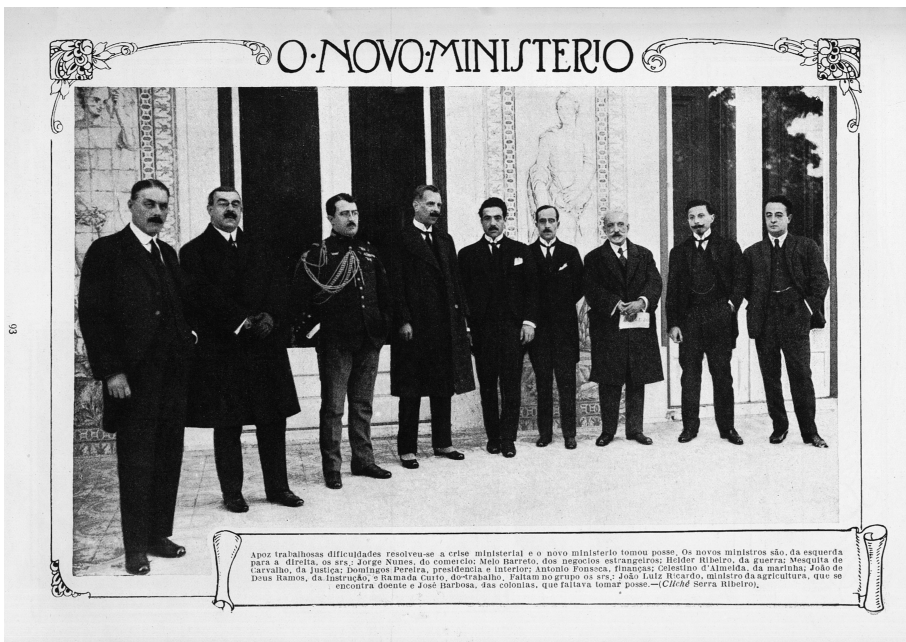 O·NOVO·MINISTERIO
93
Apoz trabalhosas dificuldades resolveu-se a crise ministerial e o novo ministerio tomou posse. Os novos ministros são, da esquerda
para a direita, os srs.: Jorge Nunes, do comercio; Melo Barreto, dos negocios estrangeiros; Helder Ribeiro, da guerra; Mesquita de
Carvalho, da justiça; Domingos Pereira, presidencia e interior; Antonio Fonseca, finanças; Celestino d'Almeida, da marinha; João de
Deus Ramos, da instrução, e Ramada Curto, do trabalho. Faltam no grupo os srs.: João Luiz Ricardo, ministro da agricultura, que se
encontra doente e José Barbosa, das colonias, que faltava tomar posse.—(Cliché Serra Ribeiro).